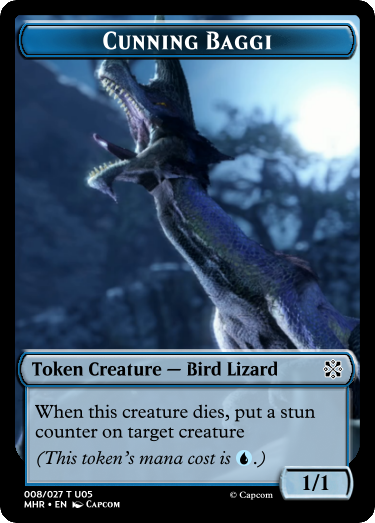 Cunning Baggi
Token Creature — Bird Lizard
When this creature dies, put a stun
counter on target creature
(This token's mana cost is .)
1/1
008/027 T U05
MHR • EN Capcom
© Capcom